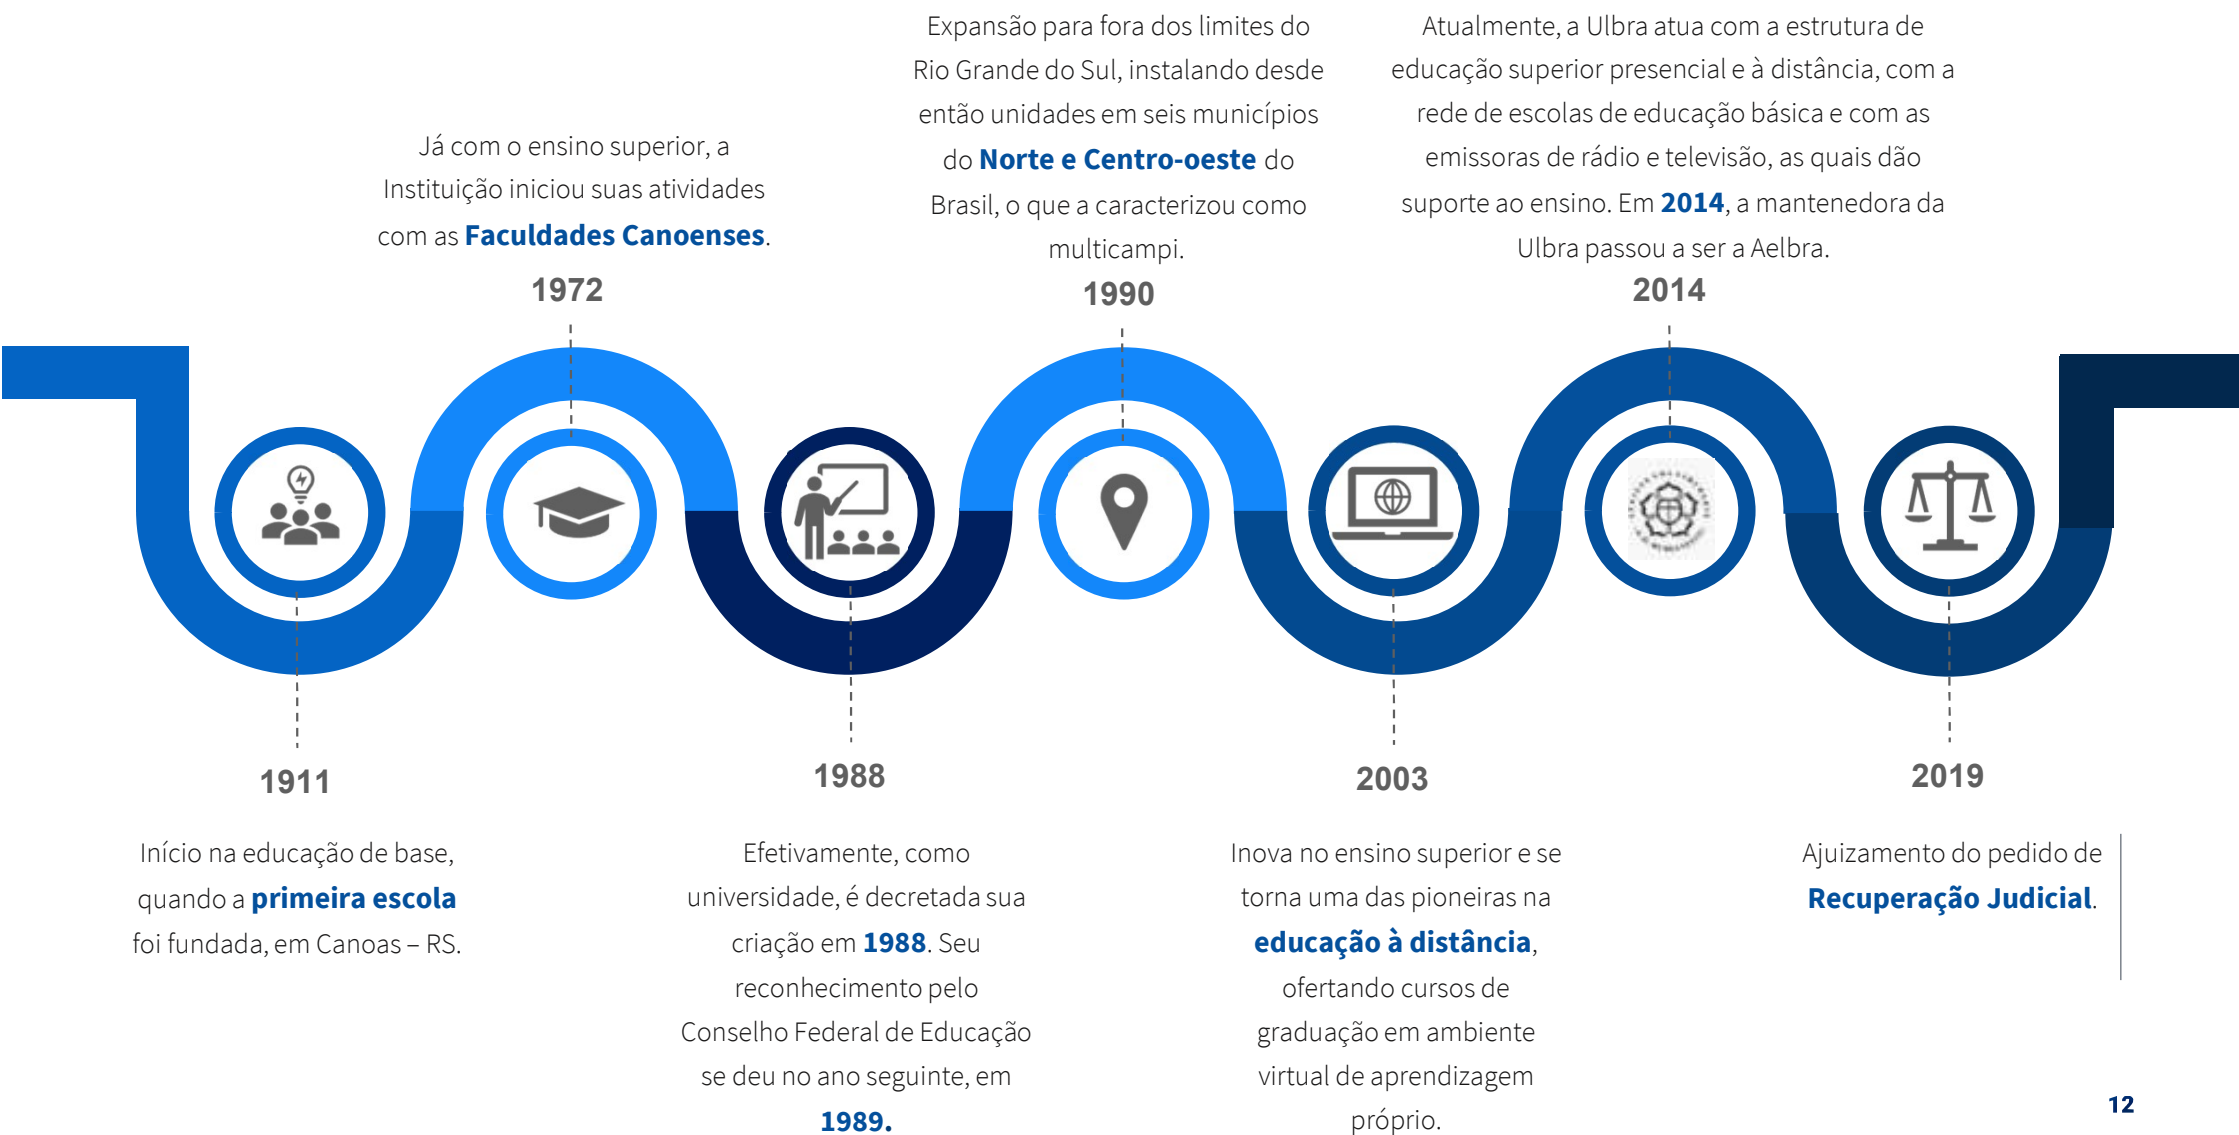 Já com o ensino superior, a
Instituição iniciou suas atividades
com as Faculdades Canoenses.
1972
Expansão para fora dos limites do
Rio Grande do Sul, instalando desde
então unidades em seis municípios
do Norte e Centro-oeste do
Brasil, o que a caracterizou como
multicampi.
1990
Atualmente, a Ulbra atua com a estrutura de
educação superior presencial e à distância, com a
rede de escolas de educação básica e com as
emissoras de rádio e televisão, as quais dão
suporte ao ensino. Em 2014, a mantenedora da
Ulbra passou a ser a Aelbra.
2014
1911
Início na educação de base,
quando a primeira escola
foi fundada, em Canoas – RS.
1988
Efetivamente, como
universidade, é decretada sua
criação em 1988. Seu
reconhecimento pelo
Conselho Federal de Educação
se deu no ano seguinte, em
1989.
2003
Inova no ensino superior e se
torna uma das pioneiras na
educação à distância,
ofertando cursos de
graduação em ambiente
virtual de aprendizagem
próprio.
2019
Ajuizamento do pedido de
Recuperação Judicial.
12